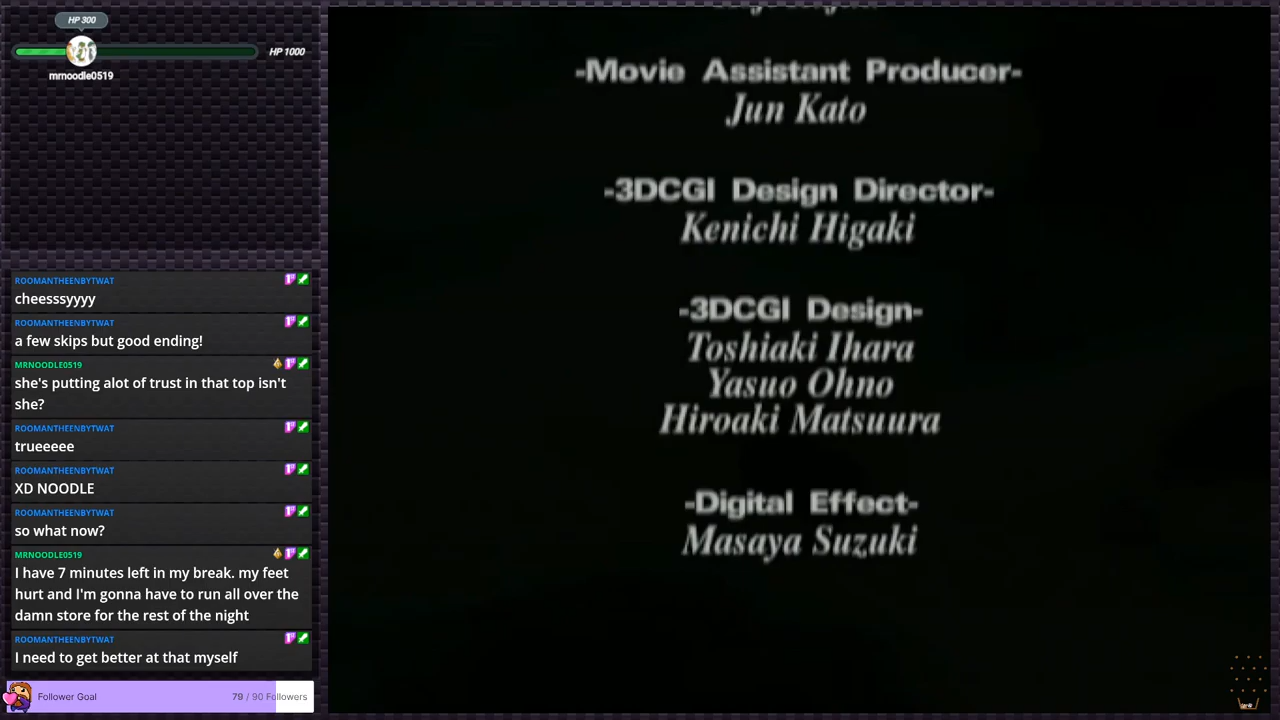 HP 300
HP 1000
mrnoodle0519
ROOMANTHEENBYTWAT
cheesssyyyy
ROOMANTHEENBYTWAT
a few skips but good ending!
MRNOODLE0519
she's putting alot of trust in that top isn't
she?
ROOMANTHEENBYTWAT
trueeeee
ROOMANTHEENBYTWAT
XD NOODLE
ROOMANTHEENBYTWAT
so what now?
MRNOODLE0519
I have 7 minutes left in my break. my feet
hurt and I'm gonna have to run all over the
damn store for the rest of the night
ROOMANTHEENBYTWAT
I need to get better at that myself
Follower Goal
79 / 90 Followers
-Movie Assistant Producer-
Jun Kato
-3DCGI Design Director-
Kenichi Higaki
-3DCGI Design-
Toshiaki Ihara
Yasuo Ohno
Hiroaki Matsuura
-Digital Effect-
Masaya Suzuki